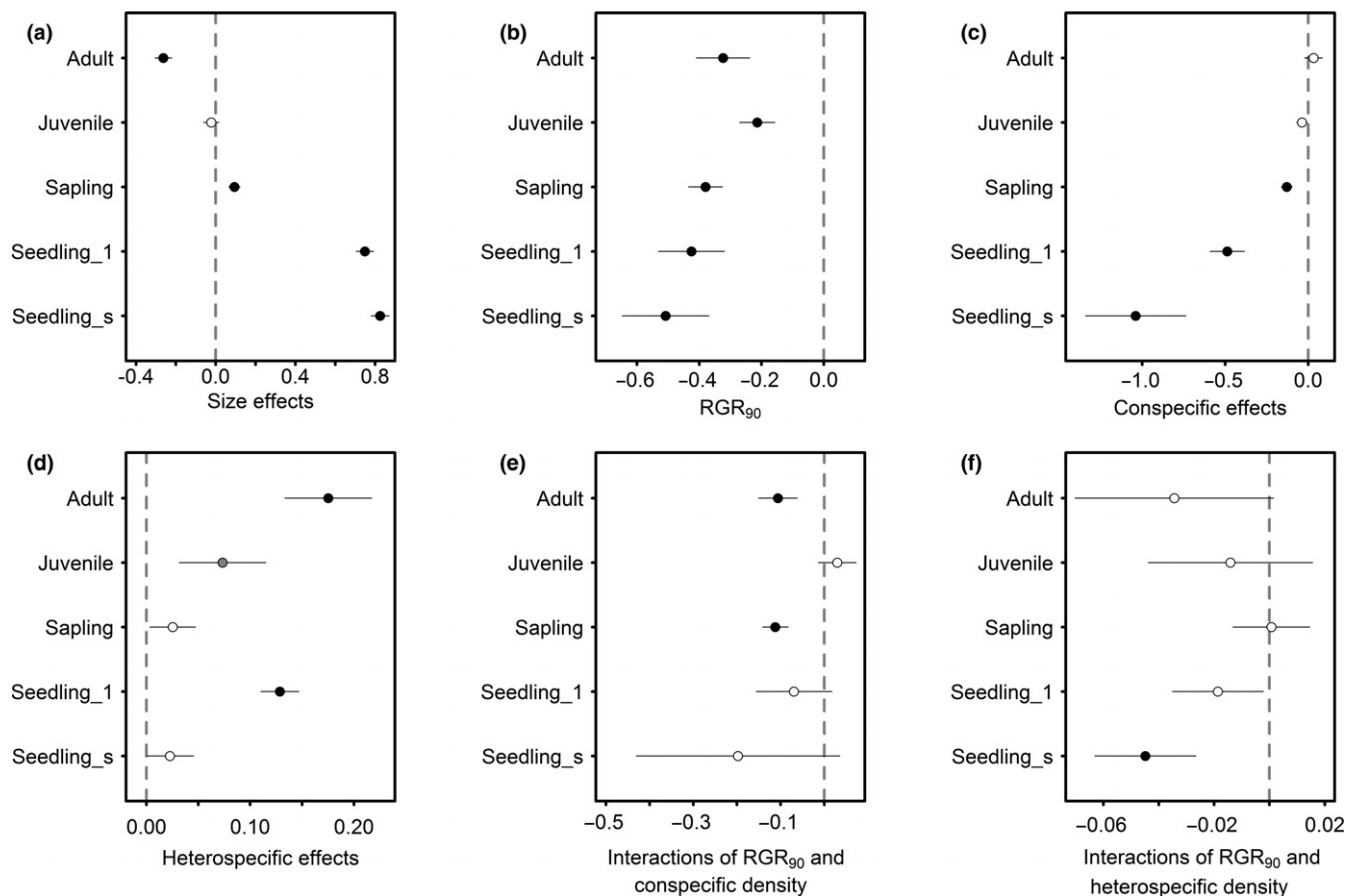 (a)
Adult
Juvenile
Sapling
Seedling_1
Seedling_s
−0.4 0.0 0.4 0.8
Size effects
(b)
Adult
Juvenile
Sapling
Seedling_1
Seedling_s
−0.6 −0.4 −0.2 0.0
RGR₉₀
(c)
Adult
Juvenile
Sapling
Seedling_1
Seedling_s
−1.0 −0.5 0.0
Conspecific effects
(d)
Adult
Juvenile
Sapling
Seedling_1
Seedling_s
0.00 0.10 0.20
Heterospecific effects
(e)
Adult
Juvenile
Sapling
Seedling_1
Seedling_s
−0.5 −0.3 −0.1
Interactions of RGR₉₀ and
conspecific density
(f)
Adult
Juvenile
Sapling
Seedling_1
Seedling_s
−0.06 −0.02 0.02
Interactions of RGR₉₀ and
heterospecific density